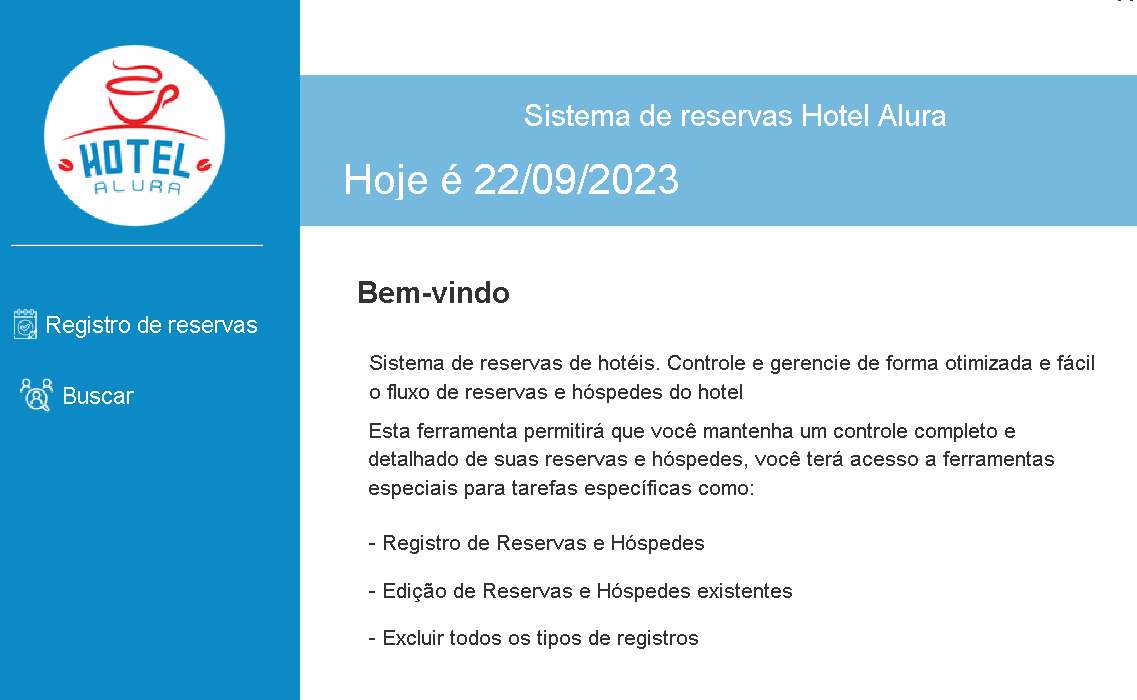 HOTEL
ALURA
Registro de reservas
Buscar
Sistema de reservas Hotel Alura
Hoje é 22/09/2023
Bem-vindo
Sistema de reservas de hotéis. Controle e gerencie de forma otimizada e fácil
o fluxo de reservas e hóspedes do hotel
Esta ferramenta permitirá que você mantenha um controle completo e
detalhado de suas reservas e hóspedes, você terá acesso a ferramentas
especiais para tarefas específicas como:
- Registro de Reservas e Hóspedes
- Edição de Reservas e Hóspedes existentes
- Excluir todos os tipos de registros